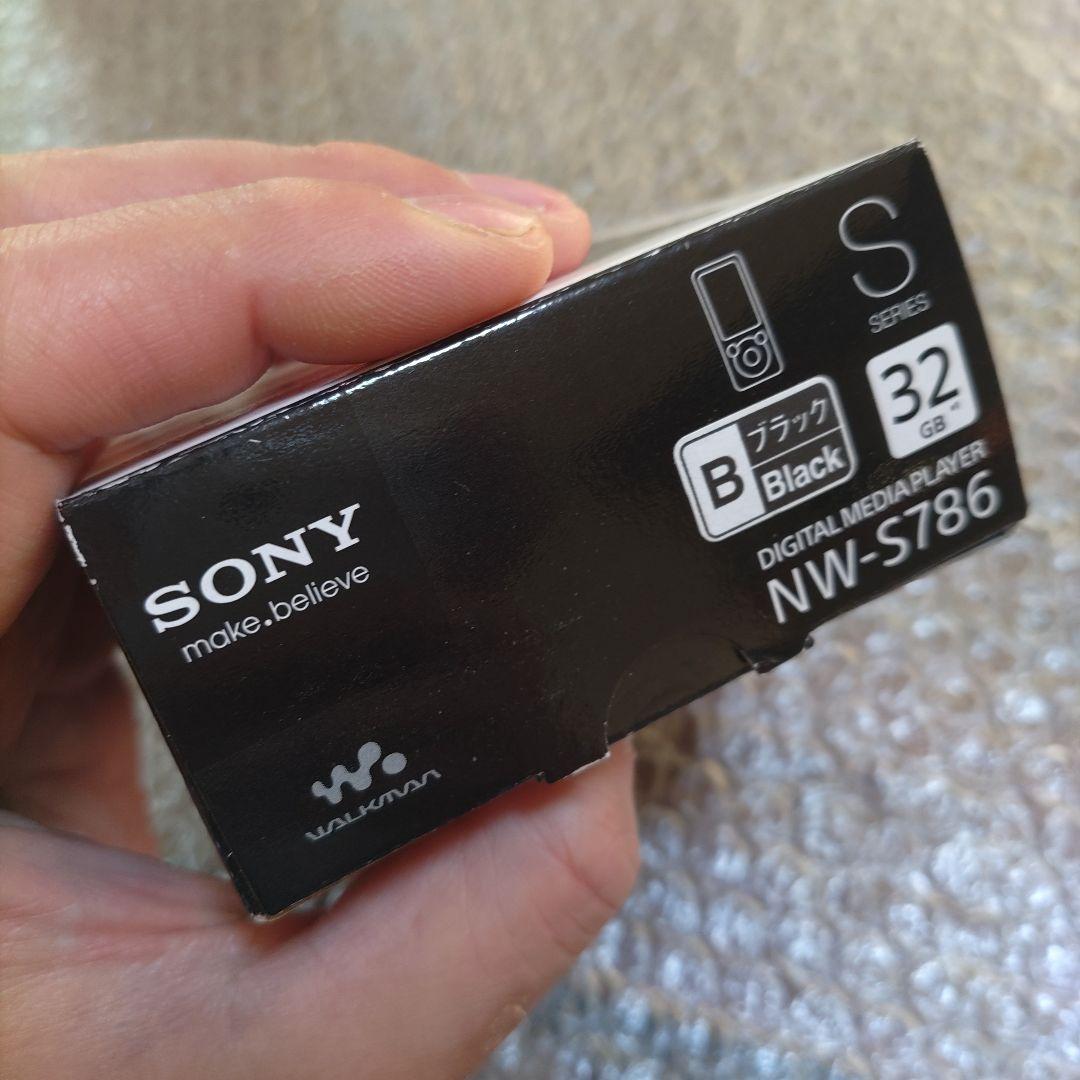 SONY
make.believe
WALKMAN
S
SERIES
32
GB
B
ブラック
Black
DIGITAL MEDIA PLAYER
NW-S786